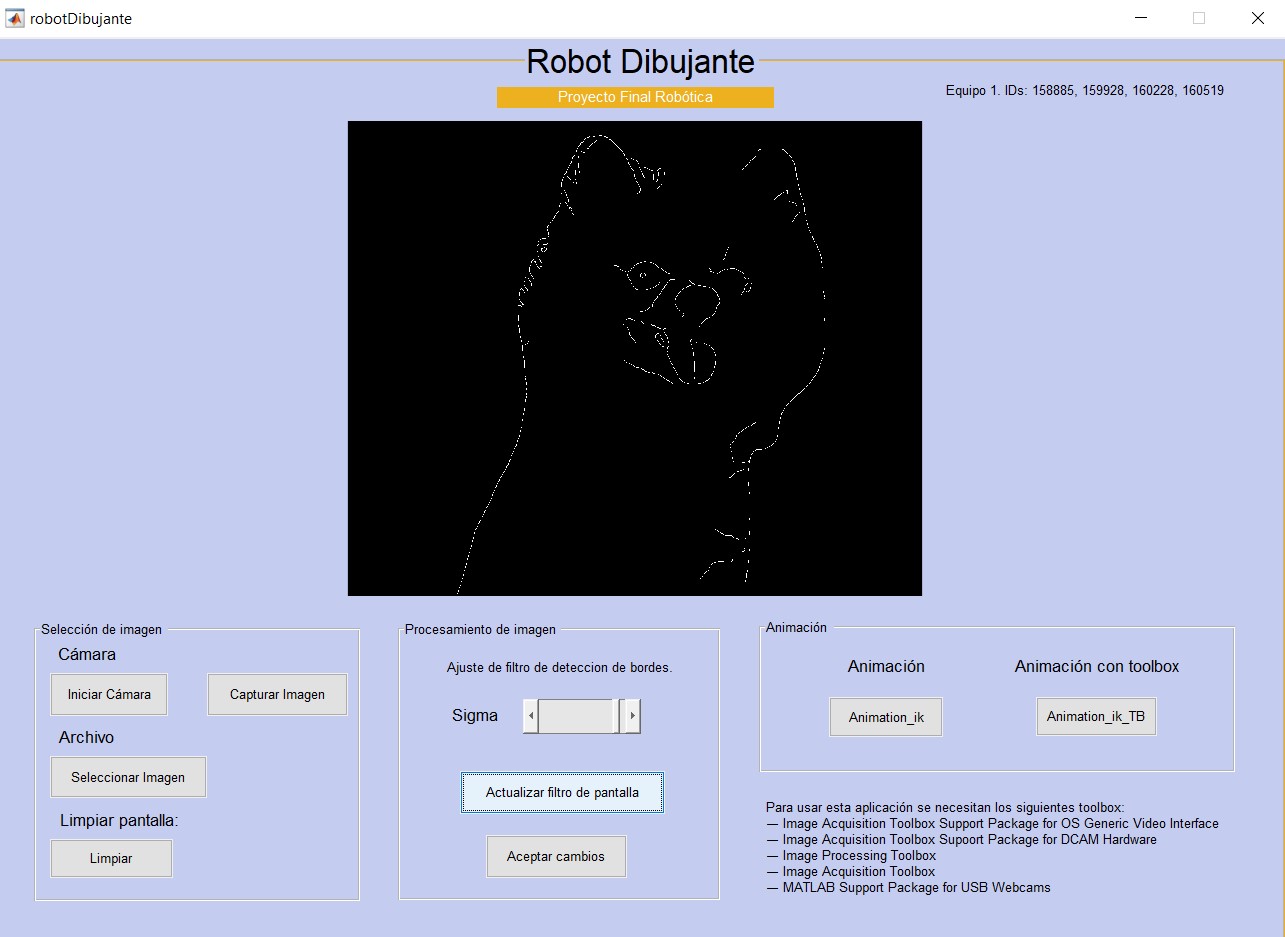 robotDibujante
Robot Dibujante
Proyecto Final Robótica
Equipo 1. IDs: 158885, 159928, 160228, 160519
Selección de imagen
Cámara
Iniciar Cámara
Capturar Imagen
Archivo
Seleccionar Imagen
Limpiar pantalla:
Limpiar
Procesamiento de imagen
Ajuste de filtro de deteccion de bordes.
Sigma
Actualizar filtro de pantalla
Aceptar cambios
Animación
Animación
Animación con toolbox
Animation_ik
Animation_ik_TB
Para usar esta aplicación se necesitan los siguientes toolbox:
— Image Acquisition Toolbox Support Package for OS Generic Video Interface
— Image Acquisition Toolbox Support Package for DCAM Hardware
— Image Processing Toolbox
— Image Acquisition Toolbox
— MATLAB Support Package for USB Webcams